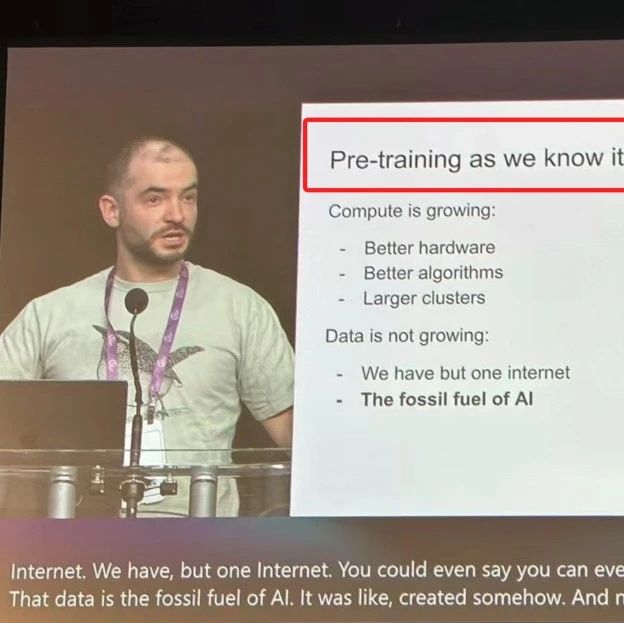 Pre-training as we know it
Compute is growing:
- Better hardware
- Better algorithms
- Larger clusters
Data is not growing:
- We have but one internet
- The fossil fuel of AI
Internet. We have, but one Internet. You could even say you can eve
That data is the fossil fuel of AI. It was like, created somehow. And n